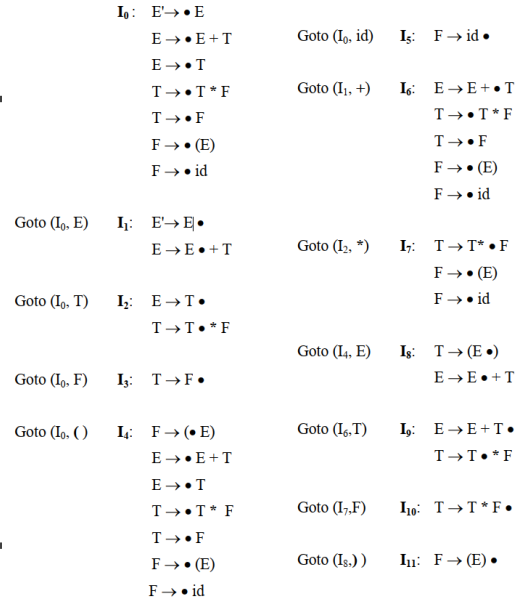 I0: E'→ • E
E → • E + T
E → • T
T → • T * F
T → • F
F → • (E)
F → • id
Goto (I0, E) I1: E'→ E •
E → E • + T
Goto (I0, T) I2: E → T •
T → T • * F
Goto (I0, F) I3: T → F •
Goto (I0, ( ) I4: F → (• E)
E → • E + T
E → • T
T → • T * F
T → • F
F → • (E)
F → • id
Goto (I0, id) I5: F → id •
Goto (I1, +) I6: E → E + • T
T → • T * F
T → • F
F → • (E)
F → • id
Goto (I2, *) I7: T → T* • F
F → • (E)
F → • id
Goto (I4, E) I8: T → (E •)
E → E • + T
Goto (I6,T) I9: E → E + T •
T → T • * F
Goto (I7,F) I10: T → T * F •
Goto (I8,) ) I11: F → (E) •